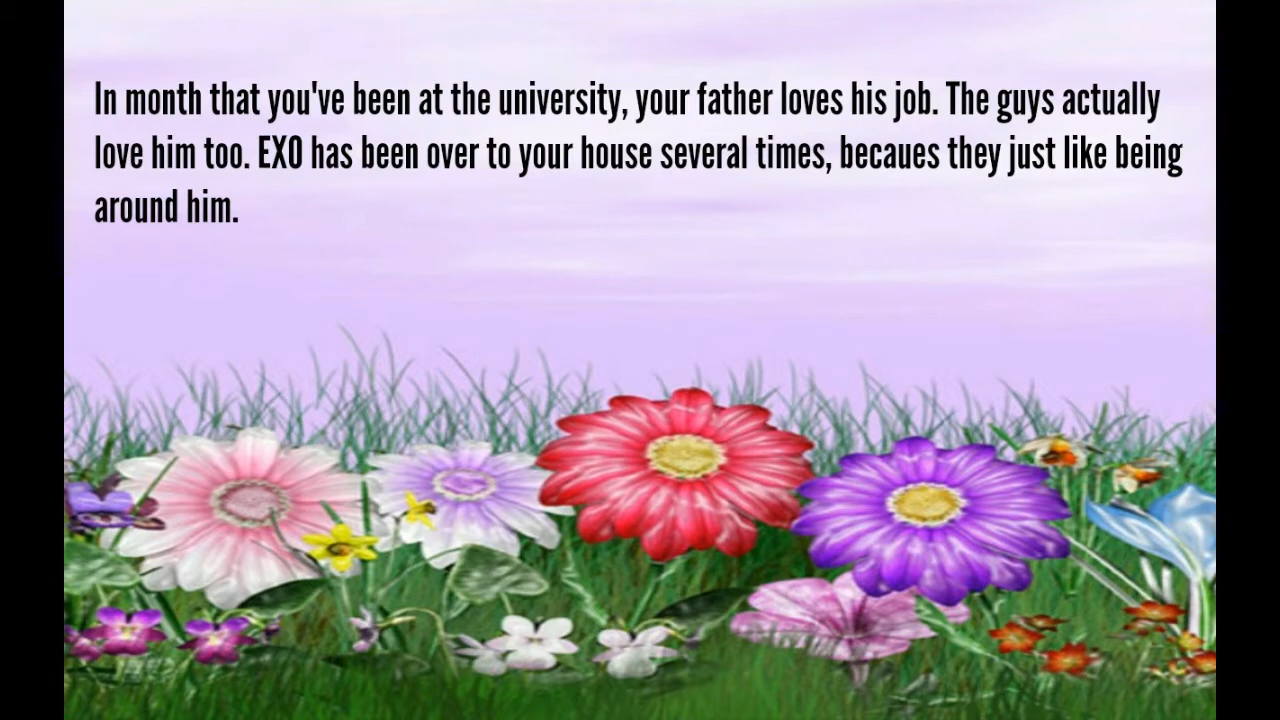 In month that you've been at the university, your father loves his job. The guys actually
love him too. EXO has been over to your house several times, becaues they just like being
around him.